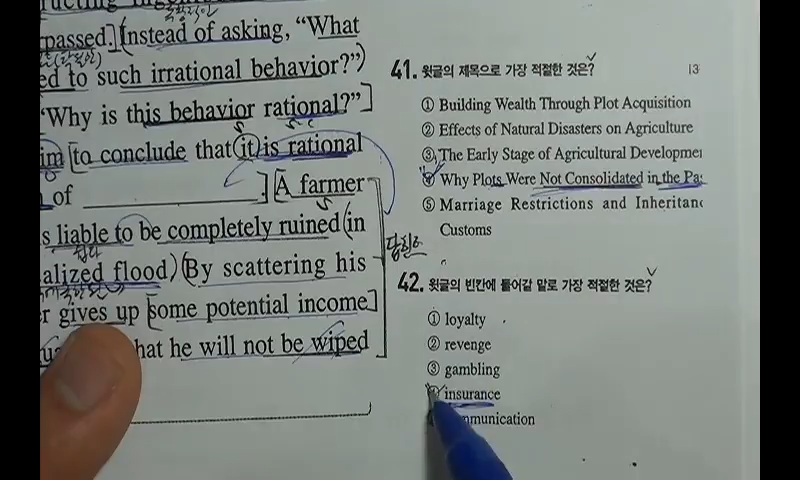 passed.] Instead of asking, "What
ed to such irrational behavior?")
"Why is this behavior rational?"]
im [to conclude that it is rational
of ____________] [A farmer
s liable to be completely ruined (in
alized flood) (By scattering his
r gives up [some potential income]
hat he will not be wiped
41. 윗글의 제목으로 가장 적절한 것은?
13
① Building Wealth Through Plot Acquisition
② Effects of Natural Disasters on Agriculture
③ The Early Stage of Agricultural Developme
④ Why Plots Were Not Consolidated in the Pa
⑤ Marriage Restrictions and Inheritanc
Customs
42. 윗글의 빈칸에 들어갈 말로 가장 적절한 것은?
① loyalty
② revenge
③ gambling
④ insurance
mmunication